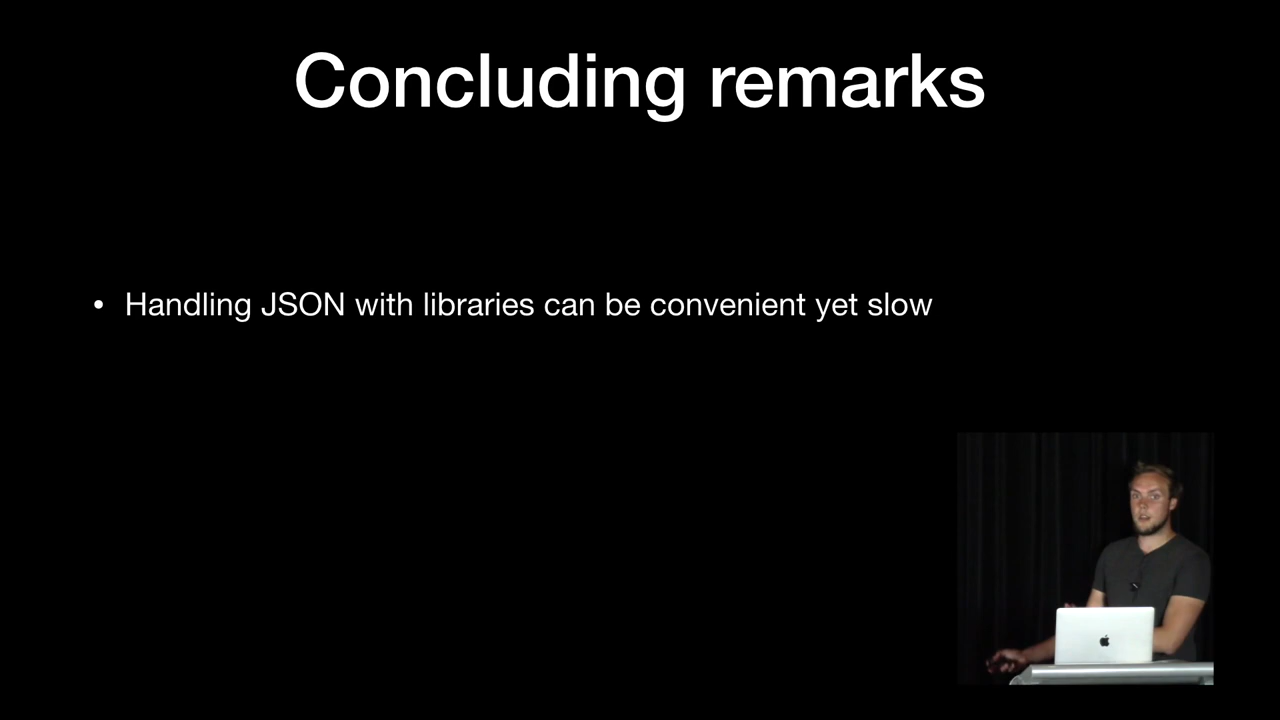 Concluding remarks
• Handling JSON with libraries can be convenient yet slow